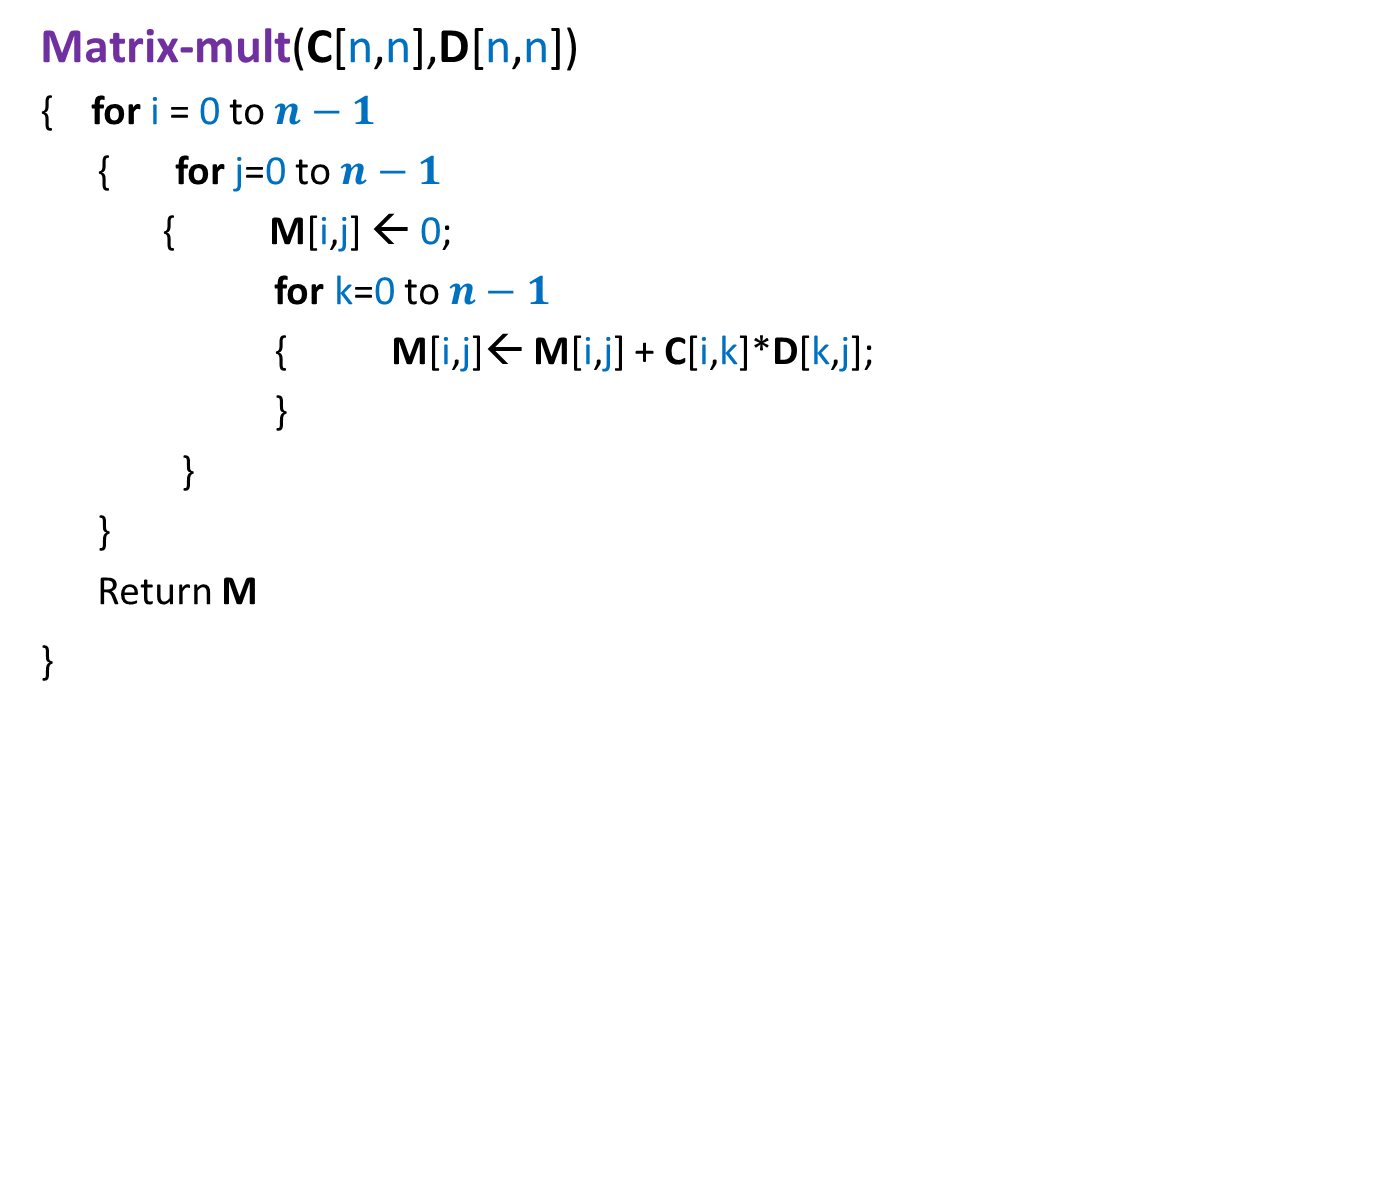 Matrix-mult(C[n,n],D[n,n])
{ for i = 0 to n − 1
{ for j=0 to n − 1
{ M[i,j] ← 0;
for k=0 to n − 1
{ M[i,j]← M[i,j] + C[i,k]*D[k,j];
}
}
}
Return M
}